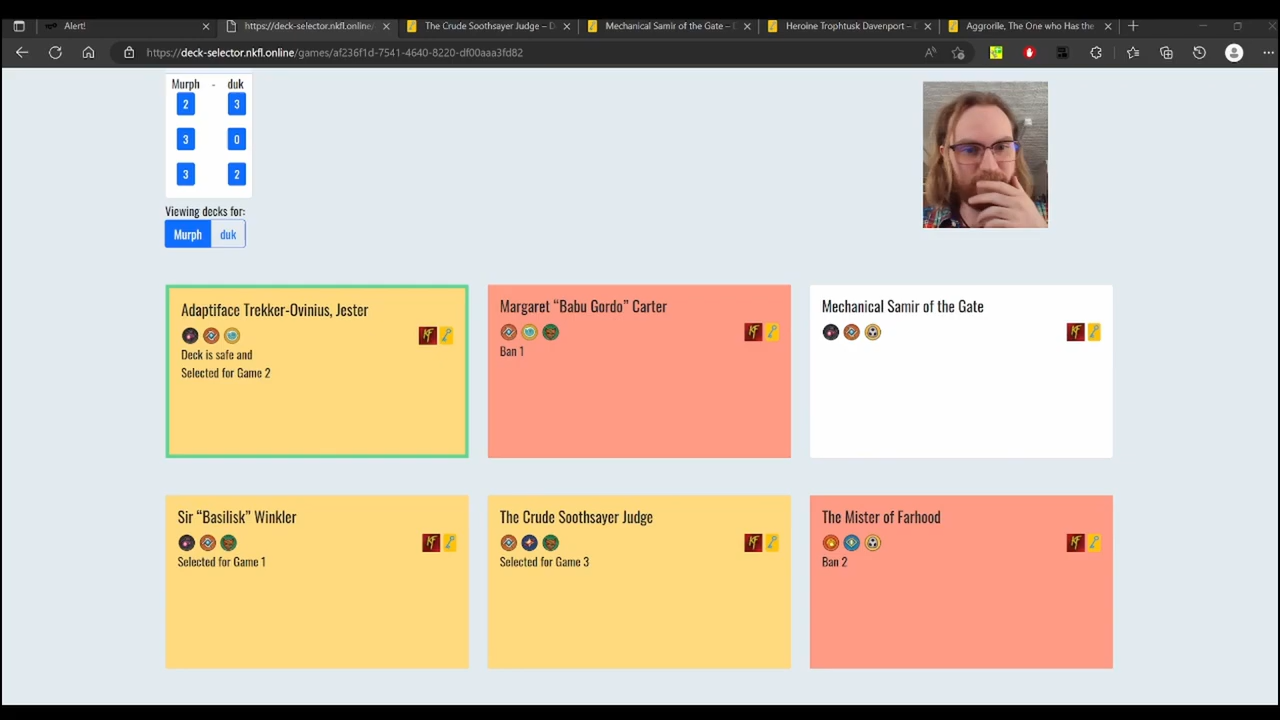 Alert!
https://deck-selector.nkfl.online/
The Crude Soothsayer Judge – D
Mechanical Samir of the Gate – 
Heroine Trophtusk Davenport – 
Aggrorile, The One who Has the
https://deck-selector.nkfl.online/games/af236f1d-7541-4640-8220-df00aaa3fd82
Murph - duk
2 3
3 0
3 2
Viewing decks for:
Murph duk
Adaptiface Trekker-Ovinius, Jester
Deck is safe and
Selected for Game 2
Margaret “Babu Gordo” Carter
Ban 1
Mechanical Samir of the Gate
Sir “Basilisk” Winkler
Selected for Game 1
The Crude Soothsayer Judge
Selected for Game 3
The Mister of Farhood
Ban 2